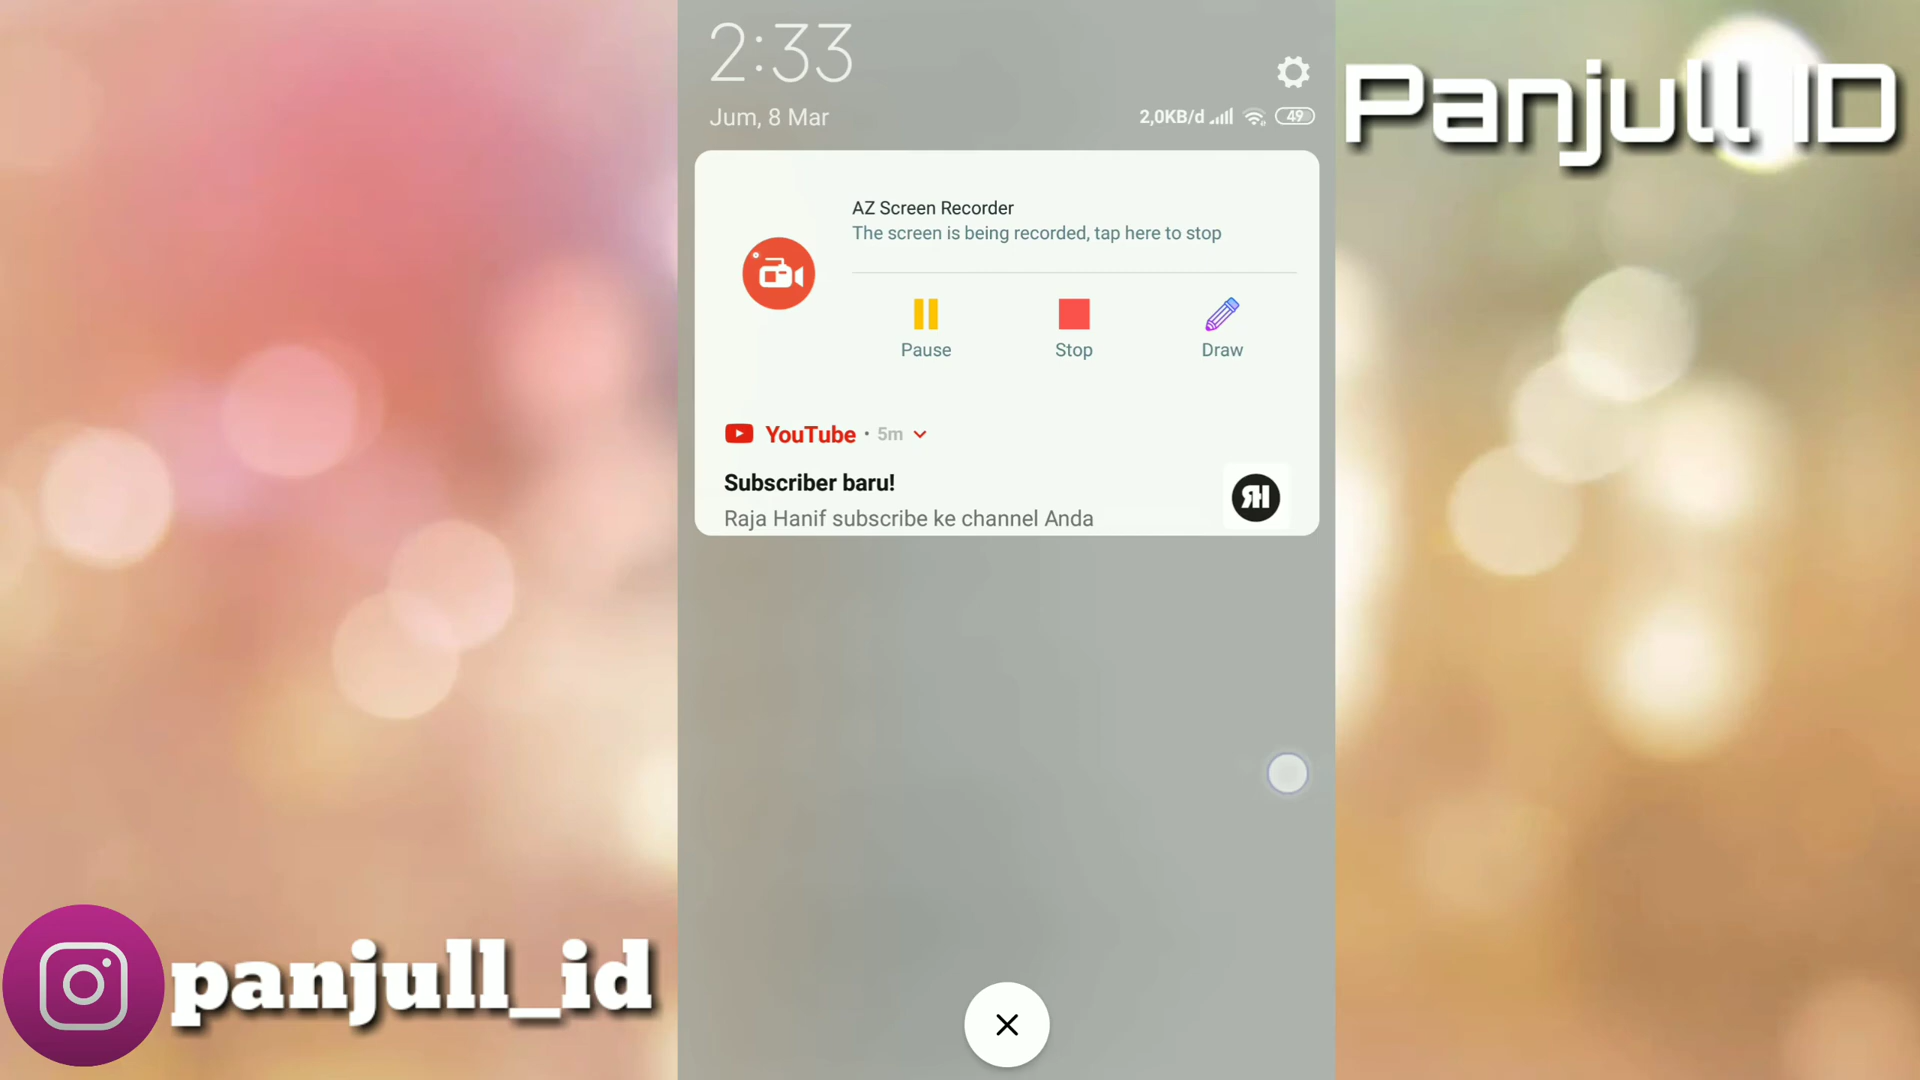 2:33
Jum, 8 Mar
2,0KB/d
49
Panjull ID
AZ Screen Recorder
The screen is being recorded, tap here to stop
Pause
Stop
Draw
YouTube · 5m
Subscriber baru!
Raja Hanif subscribe ke channel Anda
RH
panjull_id